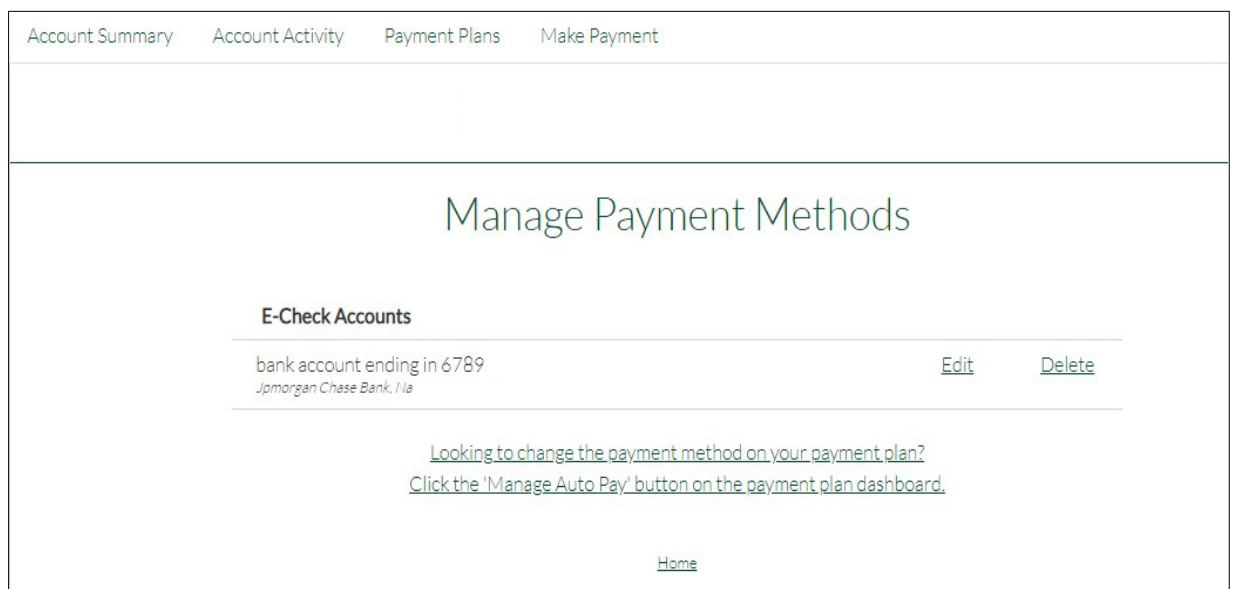 Account Summary Account Activity Payment Plans Make Payment
Manage Payment Methods
E-Check Accounts
bank account ending in 6789 Edit Delete
Jpmorgan Chase Bank, Na
Looking to change the payment method on your payment plan?
Click the 'Manage Auto Pay' button on the payment plan dashboard.
Home